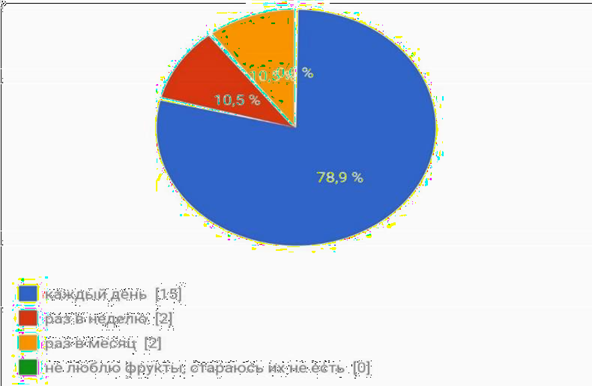 10,5 %
10,5 %
78,9 %
каждый день [15]
раз в неделю [2]
раз в месяц [2]
не люблю фрукты, стараюсь их не есть [0]